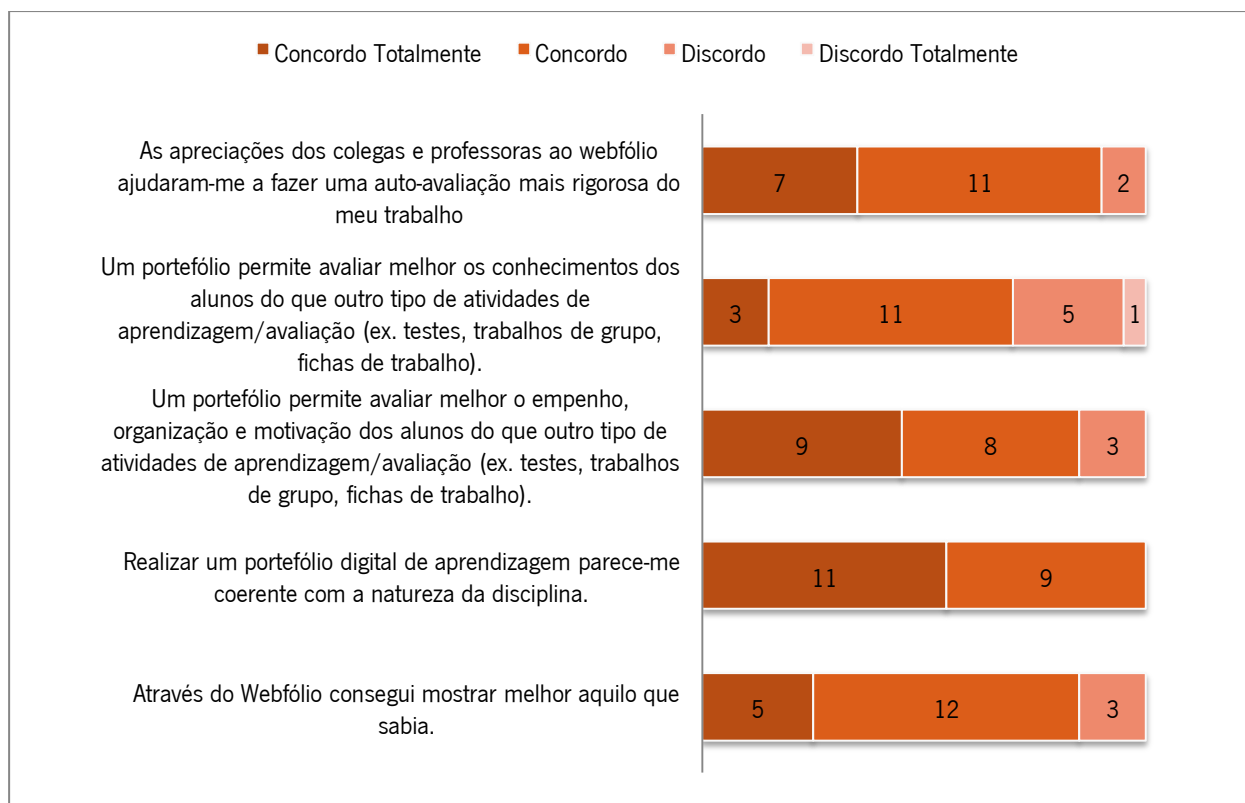 Concordo Totalmente Concordo Discordo Discordo Totalmente
As apreciações dos colegas e professoras ao webfólio
ajudaram-me a fazer uma auto-avaliação mais rigorosa do
meu trabalho
7 11 2
Um portefólio permite avaliar melhor os conhecimentos dos
alunos do que outro tipo de atividades de
aprendizagem/avaliação (ex. testes, trabalhos de grupo,
fichas de trabalho).
3 11 5 1
Um portefólio permite avaliar melhor o empenho,
organização e motivação dos alunos do que outro tipo de
atividades de aprendizagem/avaliação (ex. testes, trabalhos
de grupo, fichas de trabalho).
9 8 3
Realizar um portefólio digital de aprendizagem parece-me
coerente com a natureza da disciplina.
11 9
Através do Webfólio consegui mostrar melhor aquilo que
sabia.
5 12 3